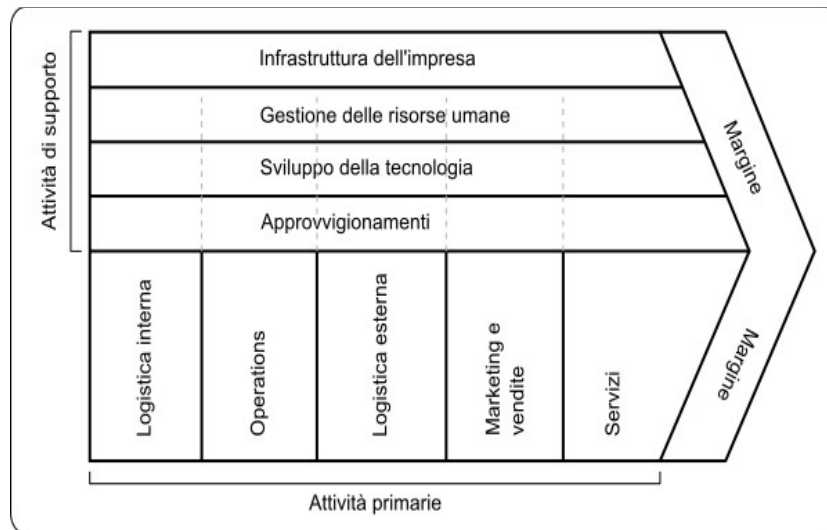 Attività di supporto
Infrastruttura dell'impresa
Gestione delle risorse umane
Sviluppo della tecnologia
Approvvigionamenti
Margine
Logistica interna
Operations
Logistica esterna
Marketing e
vendite
Servizi
Margine
Attività primarie